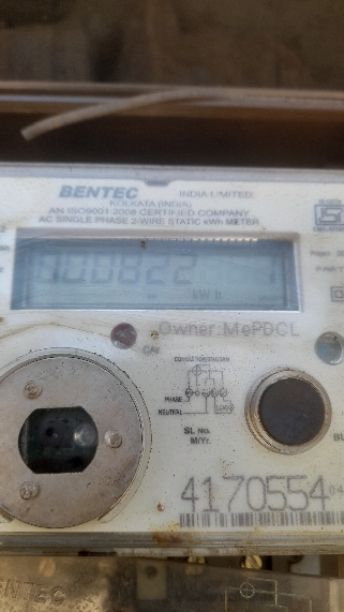 BENTEC INDIA LIMITED.
KOLKATA (INDIA)
AN ISO9001 2008 CERTIFIED COMPANY
AC SINGLE PHASE 2-WIRE STATIC kWh METER
kWh
Owner:MePDCL
CAL
PHASE
NEUTRAL
LOAD
SL NO.
M/Yr.
4170554